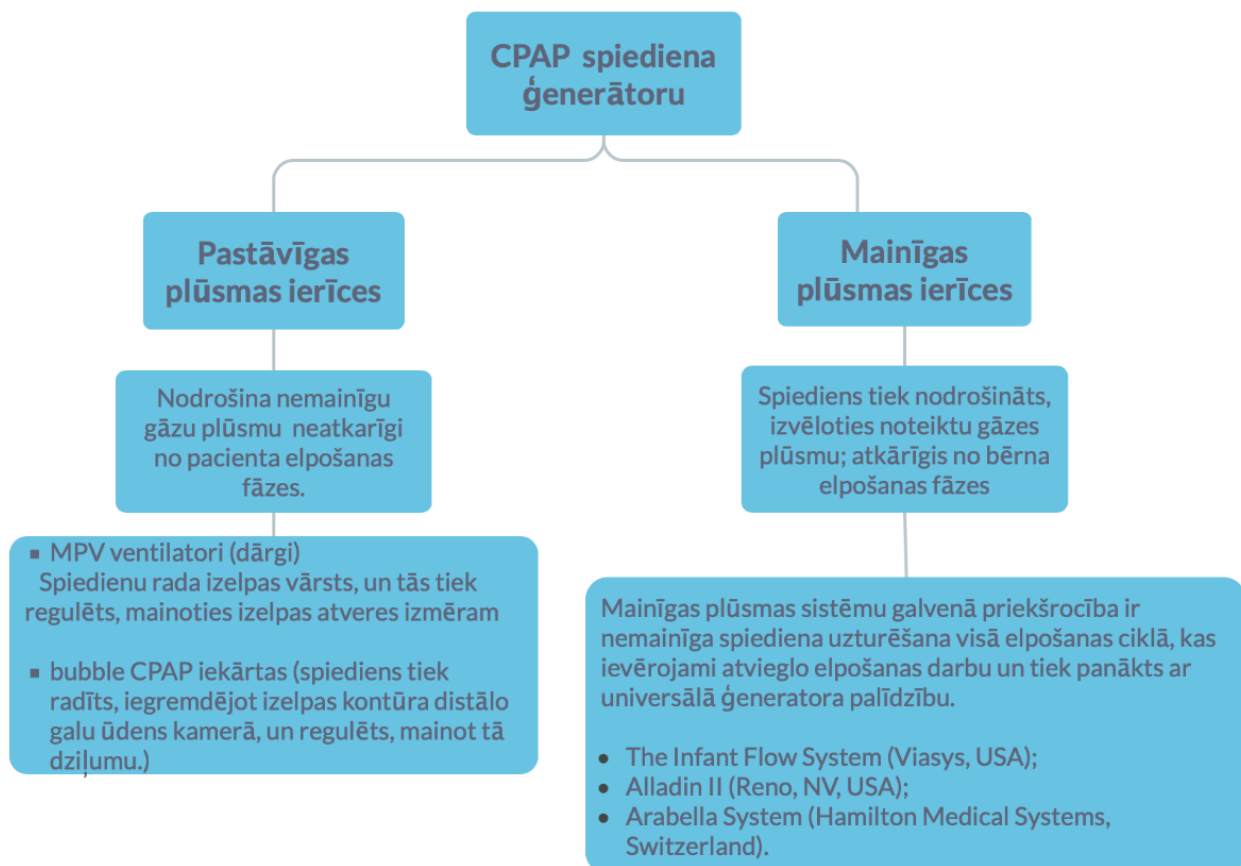 CPAP spiediena
ģenerātoru
Pastāvīgas
plūsmas ierīces
Mainīgas
plūsmas ierīces
Nodrošina nemainīgu
gāzu plūsmu neatkarīgi
no pacienta elpošanas
fāzes.
Spiediens tiek nodrošināts,
izvēloties noteiktu gāzes
plūsmu; atkārīgis no bērna
elpošanas fāzes
▪ MPV ventilatori (dārgi)
Spiedienu rada izelpas vārsts, un tās tiek
regulēts, mainoties izelpas atveres izmēram
▪ bubble CPAP iekārtas (spiediens tiek
radīts, iegremdējot izelpas kontūra distālo
galu ūdens kamerā, un regulēts, mainot tā
dziļumu.)
Mainīgas plūsmas sistēmu galvenā priekšrocība ir
nemainīga spiediena uzturēšana visā elpošanas ciklā, kas
ievērojami atvieglo elpošanas darbu un tiek panākts ar
universālā ģeneratora palīdzību.
• The Infant Flow System (Viasys, USA);
• Alladin II (Reno, NV, USA);
• Arabella System (Hamilton Medical Systems,
Switzerland).